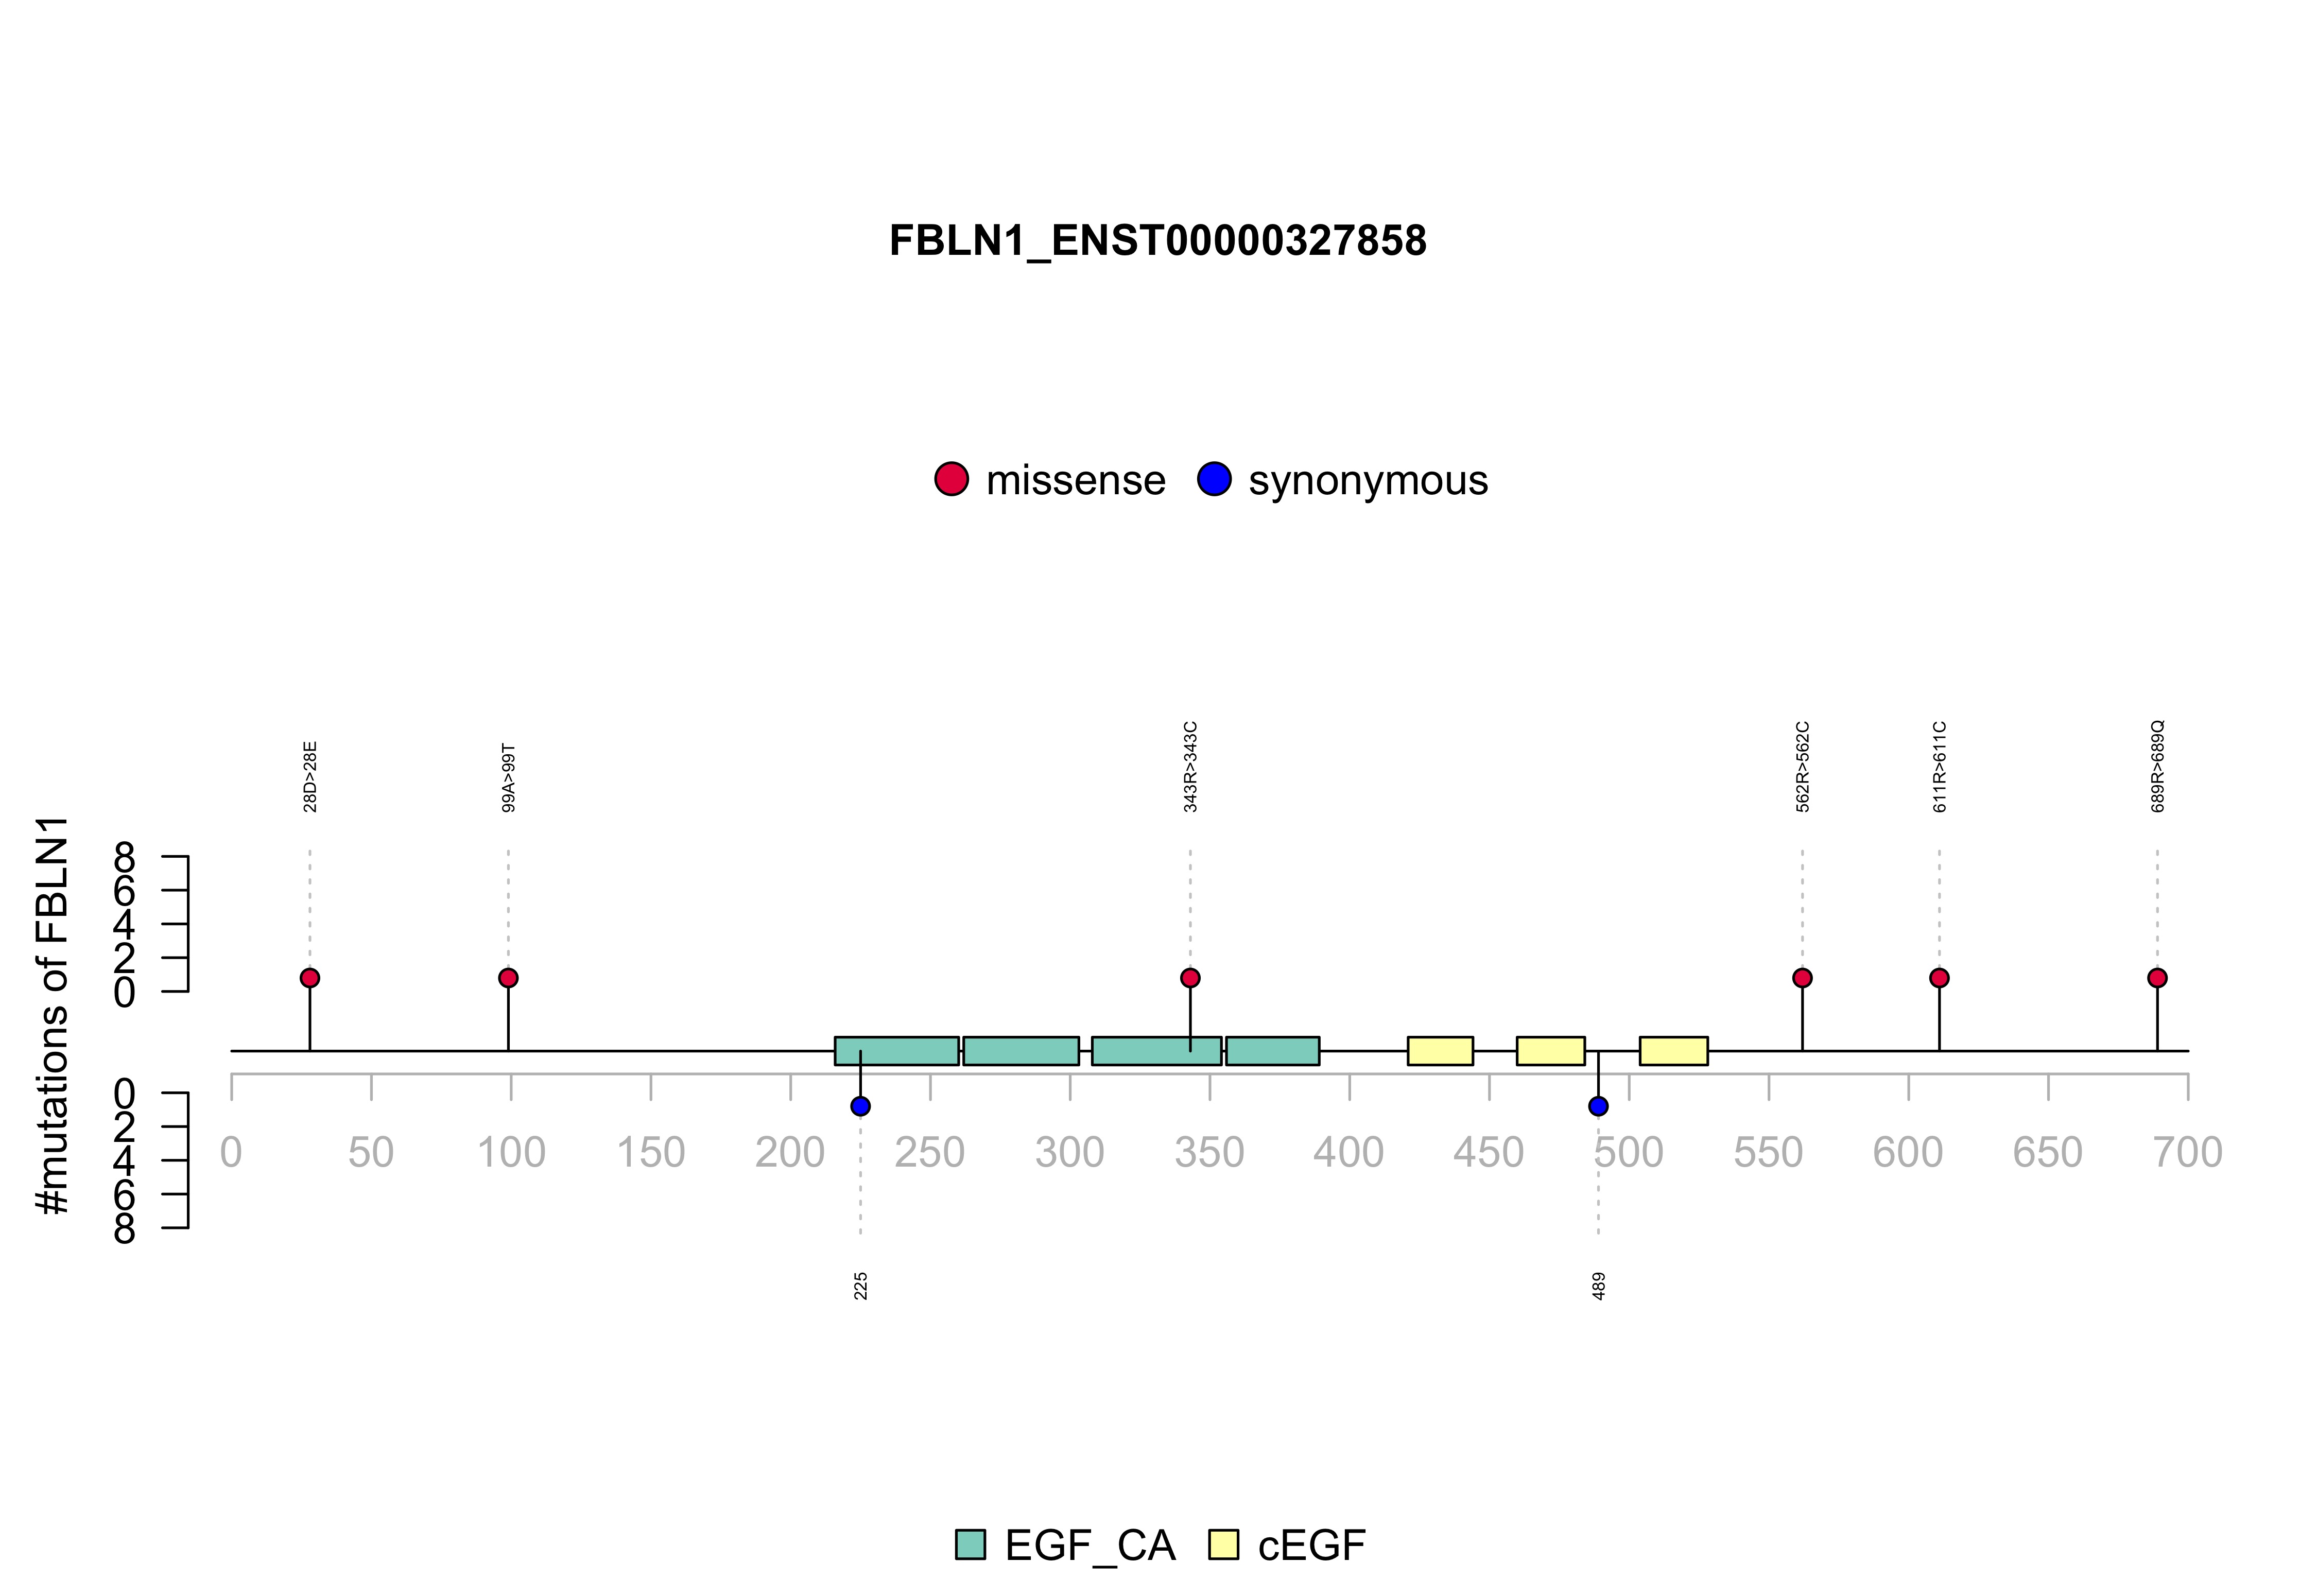 FBLN1_ENST00000327858
missense synonymous
28D>28E
99A>99T
343R>343C
562R>562C
611R>611C
689R>689Q
#mutations of FBLN1
8
6
4
2
0
0
2
4
6
8
0 50 100 150 200 250 300 350 400 450 500 550 600 650 700
225
489
EGF_CA cEGF